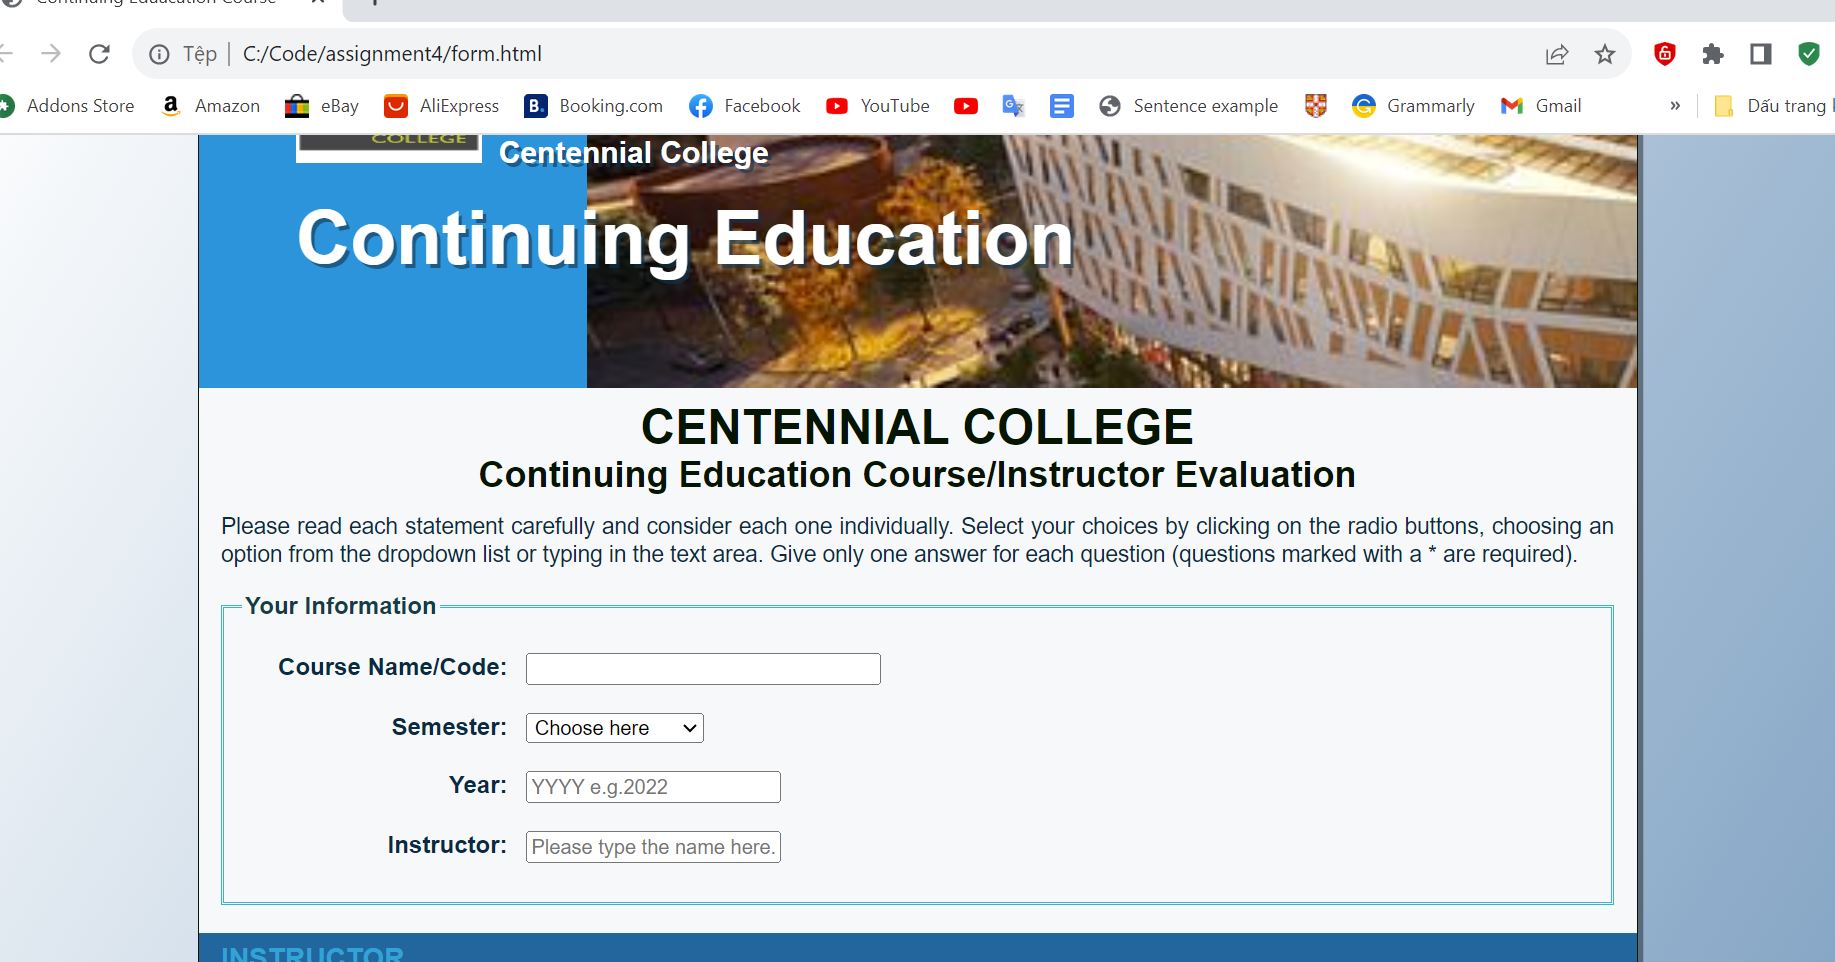 Continuing Eduaction Course
Tệp C:/Code/assignment4/form.html
Addons Store Amazon eBay AliExpress B. Booking.com Facebook YouTube Sentence example Grammarly Gmail » Dấu trang
COLLEGE
Centennial College
Continuing Education
CENTENNIAL COLLEGE
Continuing Education Course/Instructor Evaluation
Please read each statement carefully and consider each one individually. Select your choices by clicking on the radio buttons, choosing an
option from the dropdown list or typing in the text area. Give only one answer for each question (questions marked with a * are required).
Your Information
Course Name/Code:
Semester: Choose here
Year: YYYY e.g.2022
Instructor: Please type the name here.
INSTRUCTOR